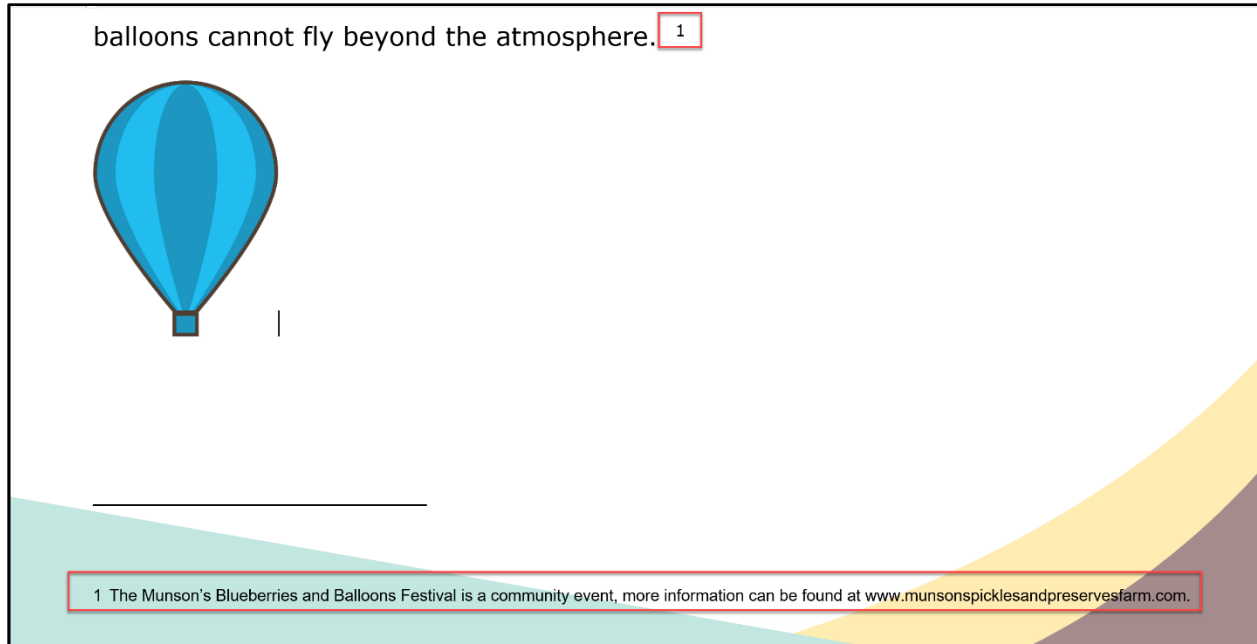 balloons cannot fly beyond the atmosphere. 1
1 The Munson’s Blueberries and Balloons Festival is a community event, more information can be found at www.munsonspicklesandpreservesfarm.com.